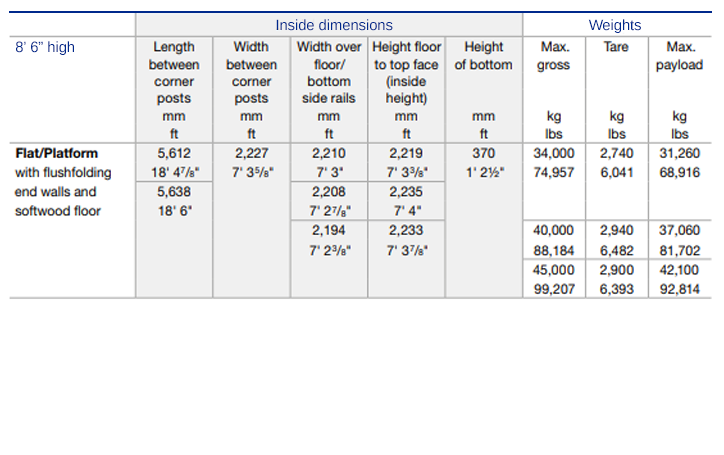 Inside dimensions Weights
8' 6" high Length Width Width over Height floor Height Max. Tare Max.
between between floor/ to top face of bottom gross payload
corner corner bottom (inside
posts posts side rails height)
mm mm mm mm mm kg kg kg
ft ft ft ft ft lbs lbs lbs
Flat/Platform 5,612 2,227 2,210 2,219 370 34,000 2,740 31,260
with flushfolding 18' 4⅞" 7' 3⅝" 7' 3" 7' 3⅜" 1' 2½" 74,957 6,041 68,916
end walls and 5,638 2,208 2,235
softwood floor 18' 6" 7' 2⅞" 7' 4"
2,194 2,233 40,000 2,940 37,060
7' 2⅜" 7' 3⅞" 88,184 6,482 81,702
45,000 2,900 42,100
99,207 6,393 92,814